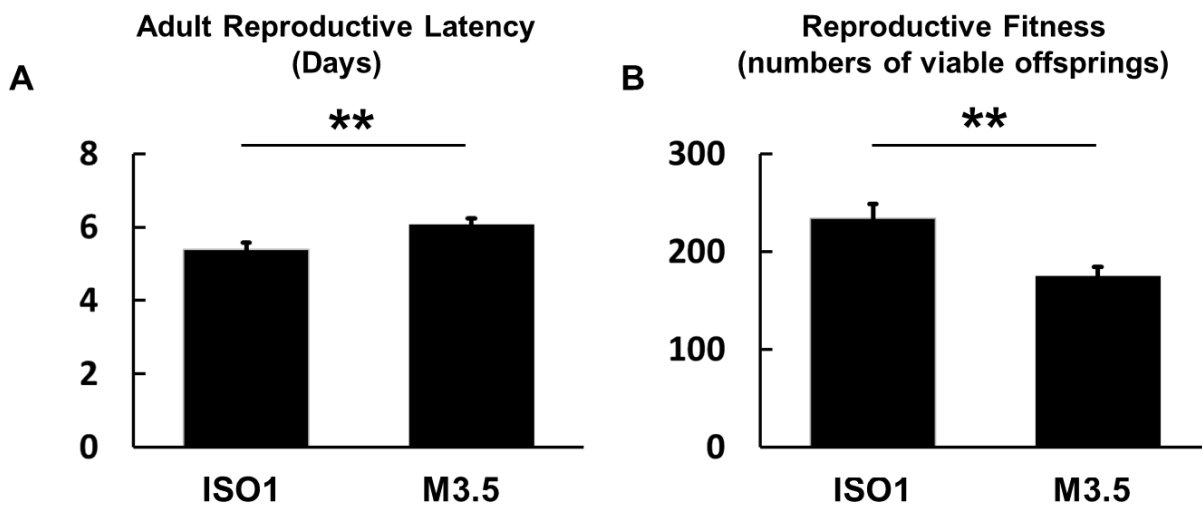 A
Adult Reproductive Latency
(Days)
**
8
6
4
2
0
ISO1
M3.5
B
Reproductive Fitness
(numbers of viable offsprings)
**
300
200
100
0
ISO1
M3.5